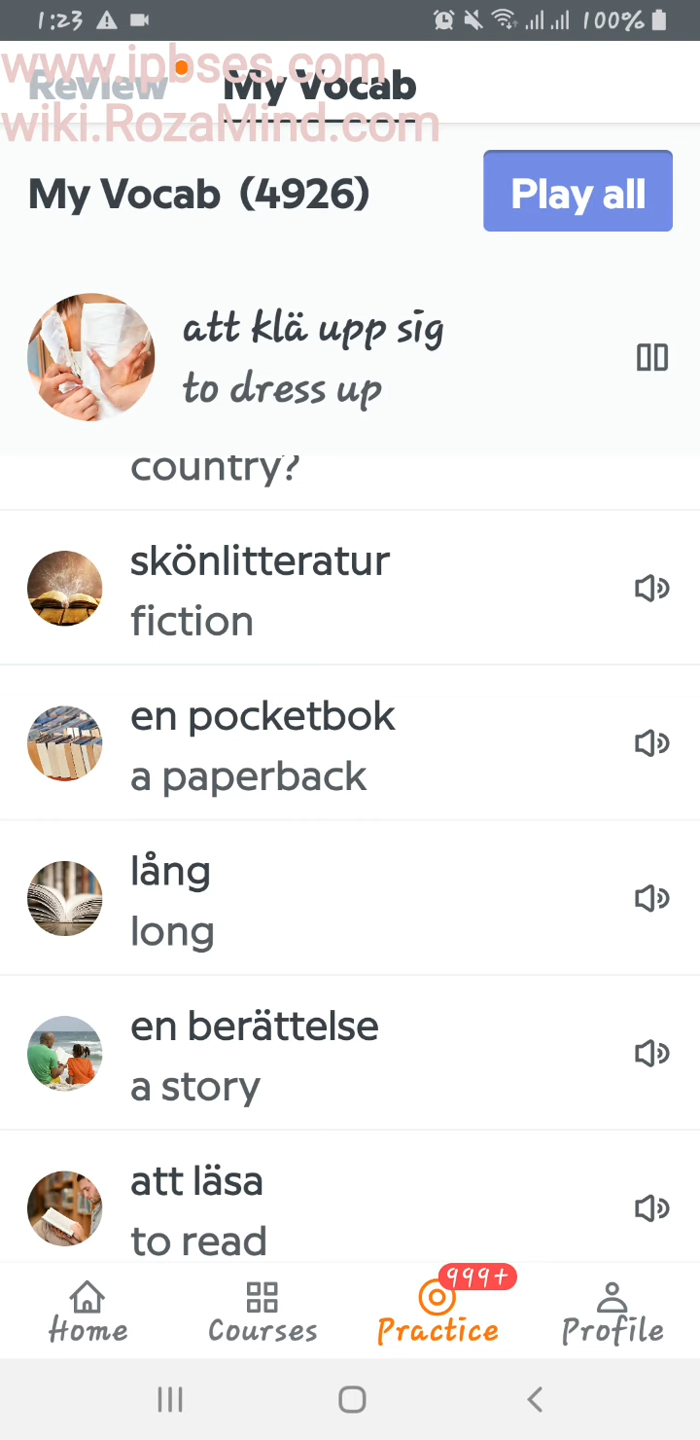 1:23 100%
www.ipbses.com
Review My Vocab
wiki.RozaMind.com
My Vocab (4926) Play all
att klä upp sig
to dress up
country?
skönlitteratur
fiction
en pocketbok
a paperback
lång
long
en berättelse
a story
att läsa
to read
999+
Home Courses Practice Profile